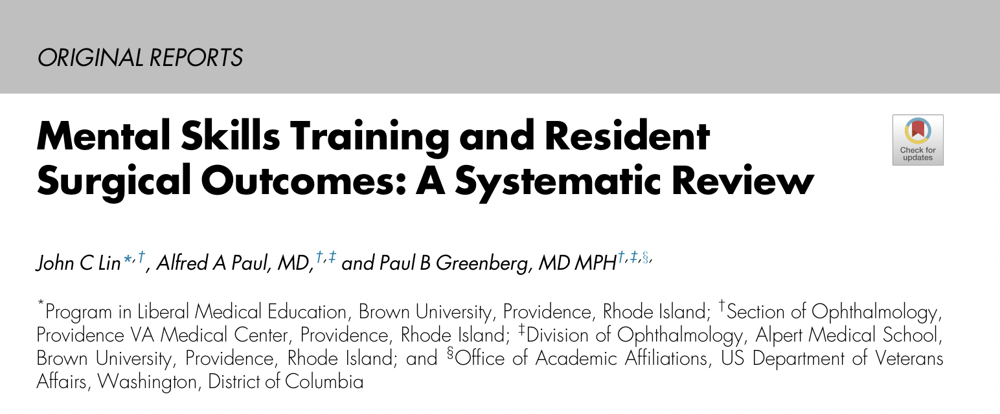 ORIGINAL REPORTS
Mental Skills Training and Resident
Surgical Outcomes: A Systematic Review
Check for
updates
John C Lin*,†, Alfred A Paul, MD,†,‡ and Paul B Greenberg, MD MPH†,‡,§,
*Program in Liberal Medical Education, Brown University, Providence, Rhode Island; †Section of Ophthalmology,
Providence VA Medical Center, Providence, Rhode Island; ‡Division of Ophthalmology, Alpert Medical School,
Brown University, Providence, Rhode Island; and §Office of Academic Affiliations, US Department of Veterans
Affairs, Washington, District of Columbia